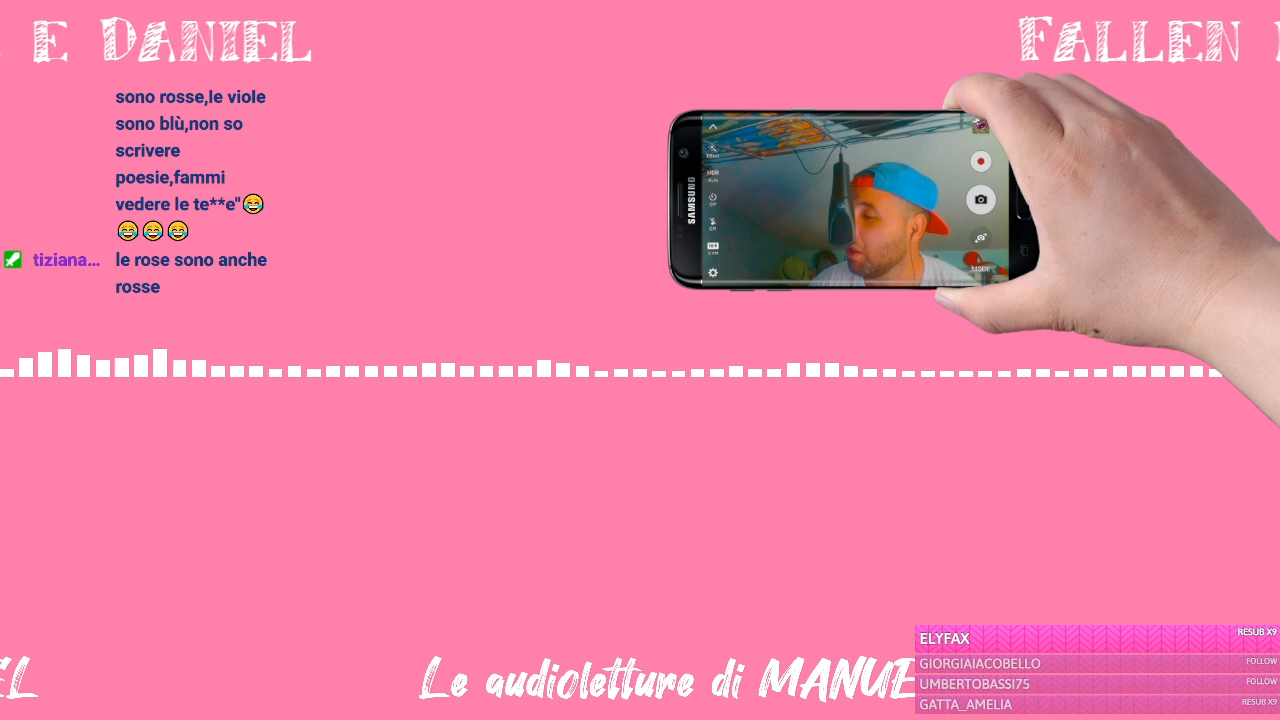 E DANIEL
FALLEN
sono rosse,le viole
sono blù,non so
scrivere
poesie,fammi
vedere le te**e"😂
😂😂😂
tiziana... le rose sono anche
rosse
SAMSUNG
HDR
MODE
Le audioletture di MANUE
EL
ELYFAX RESUB X9
GIORGIAIACOBELLO FOLLOW
UMBERTOBASSI75 FOLLOW
GATTA_AMELIA RESUB X9